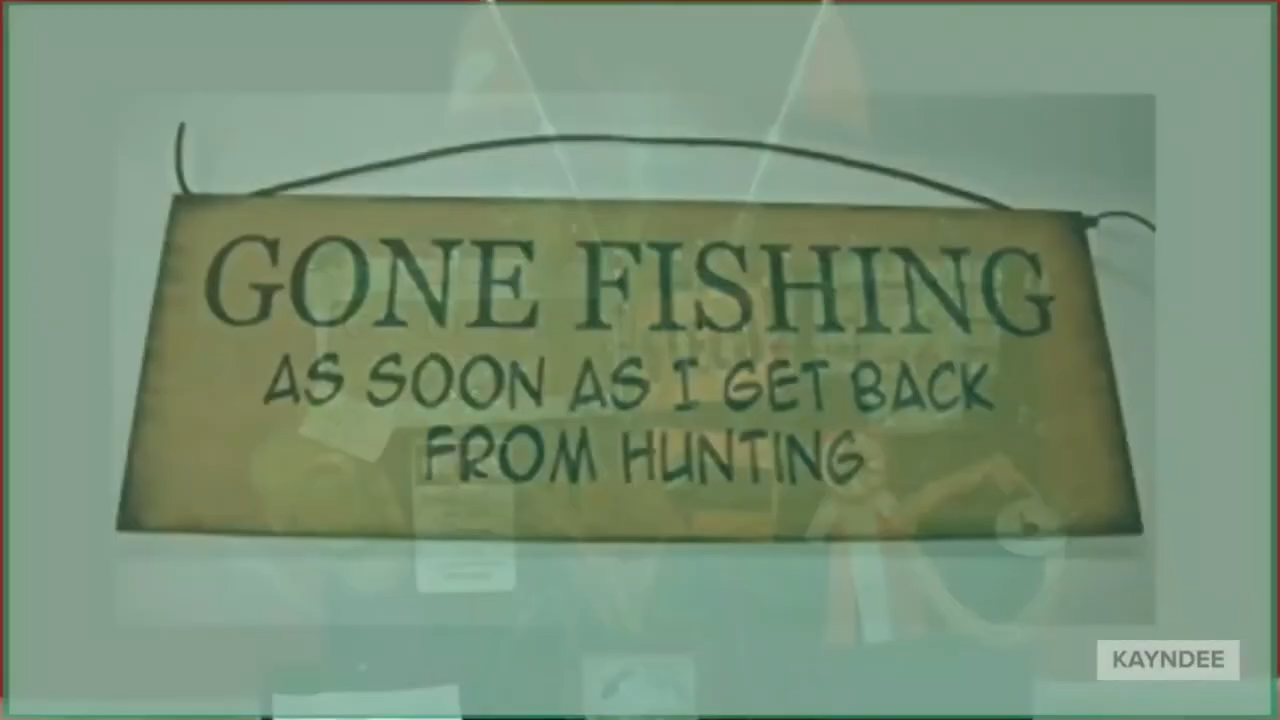 GONE FISHING
AS SOON AS I GET BACK
FROM HUNTING
KAYNDEE